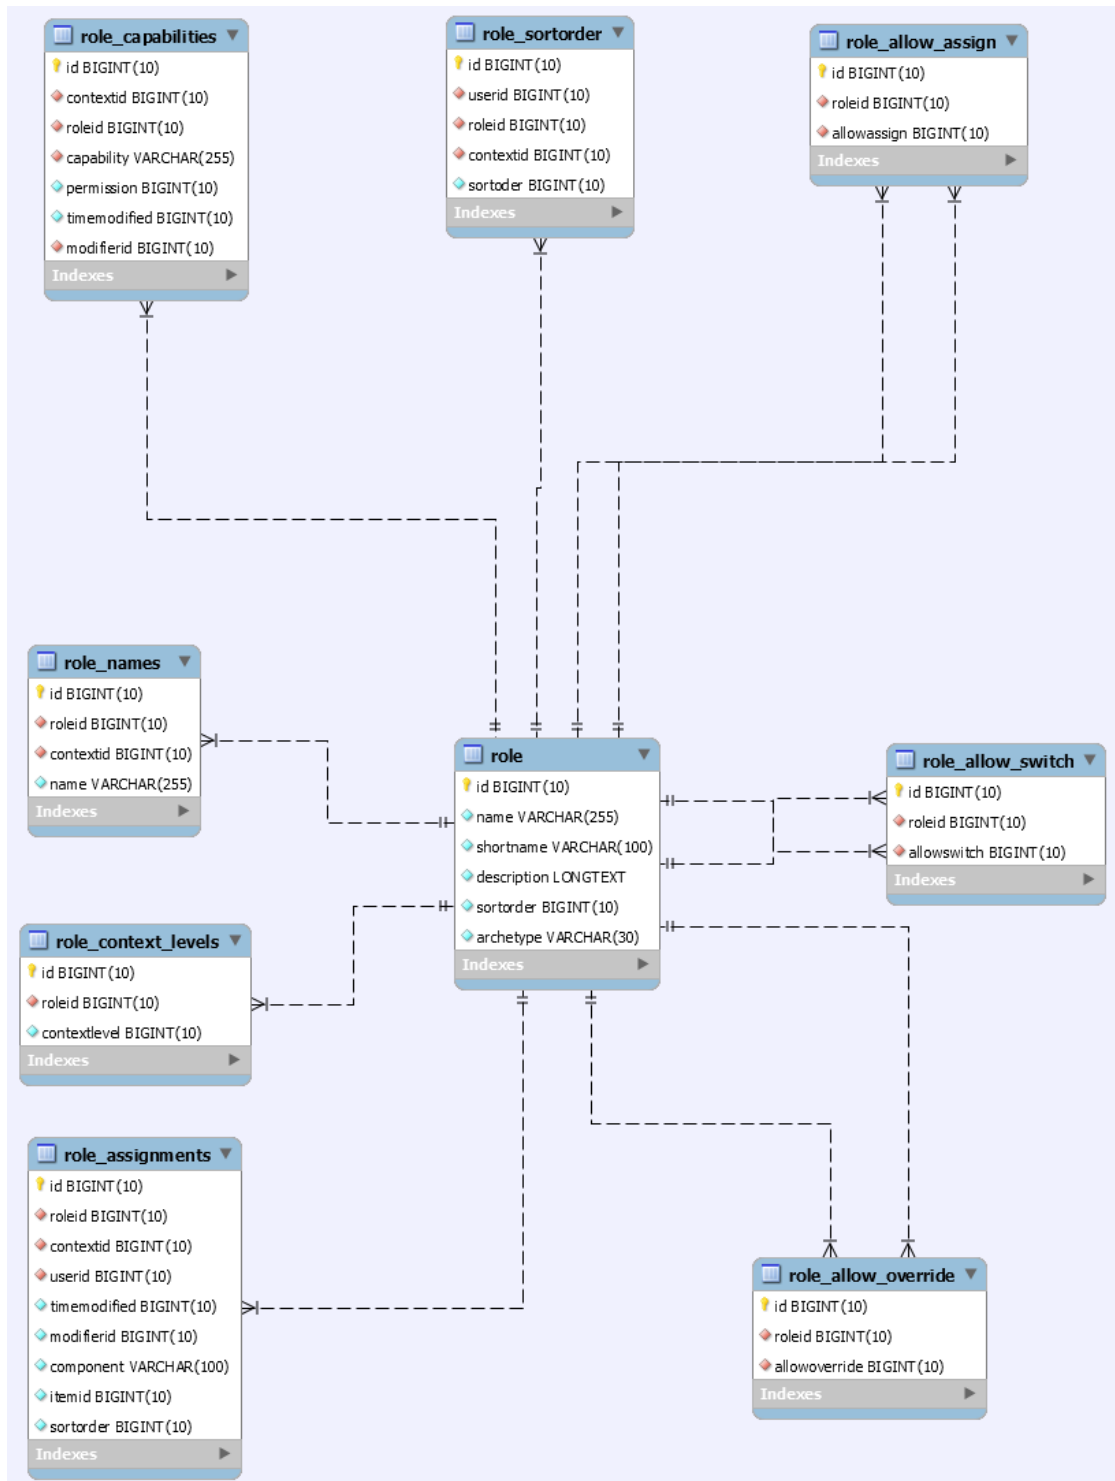 role_capabilities
id BIGINT(10)
contextid BIGINT(10)
roleid BIGINT(10)
capability VARCHAR(255)
permission BIGINT(10)
timemodified BIGINT(10)
modifierid BIGINT(10)
Indexes
role_sortorder
id BIGINT(10)
userid BIGINT(10)
roleid BIGINT(10)
contextid BIGINT(10)
sortoder BIGINT(10)
Indexes
role_allow_assign
id BIGINT(10)
roleid BIGINT(10)
allowassign BIGINT(10)
Indexes
role_names
id BIGINT(10)
roleid BIGINT(10)
contextid BIGINT(10)
name VARCHAR(255)
Indexes
role
id BIGINT(10)
name VARCHAR(255)
shortname VARCHAR(100)
description LONGTEXT
sortorder BIGINT(10)
archetype VARCHAR(30)
Indexes
role_allow_switch
id BIGINT(10)
roleid BIGINT(10)
allowswitch BIGINT(10)
Indexes
role_context_levels
id BIGINT(10)
roleid BIGINT(10)
contextlevel BIGINT(10)
Indexes
role_assignments
id BIGINT(10)
roleid BIGINT(10)
contextid BIGINT(10)
userid BIGINT(10)
timemodified BIGINT(10)
modifierid BIGINT(10)
component VARCHAR(100)
itemid BIGINT(10)
sortorder BIGINT(10)
Indexes
role_allow_override
id BIGINT(10)
roleid BIGINT(10)
allowoverride BIGINT(10)
Indexes